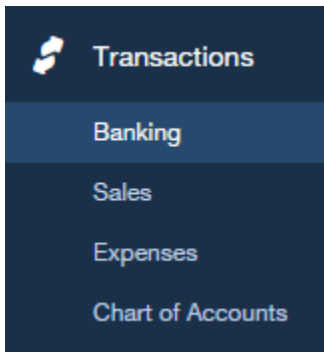 Transactions
Banking
Sales
Expenses
Chart of Accounts